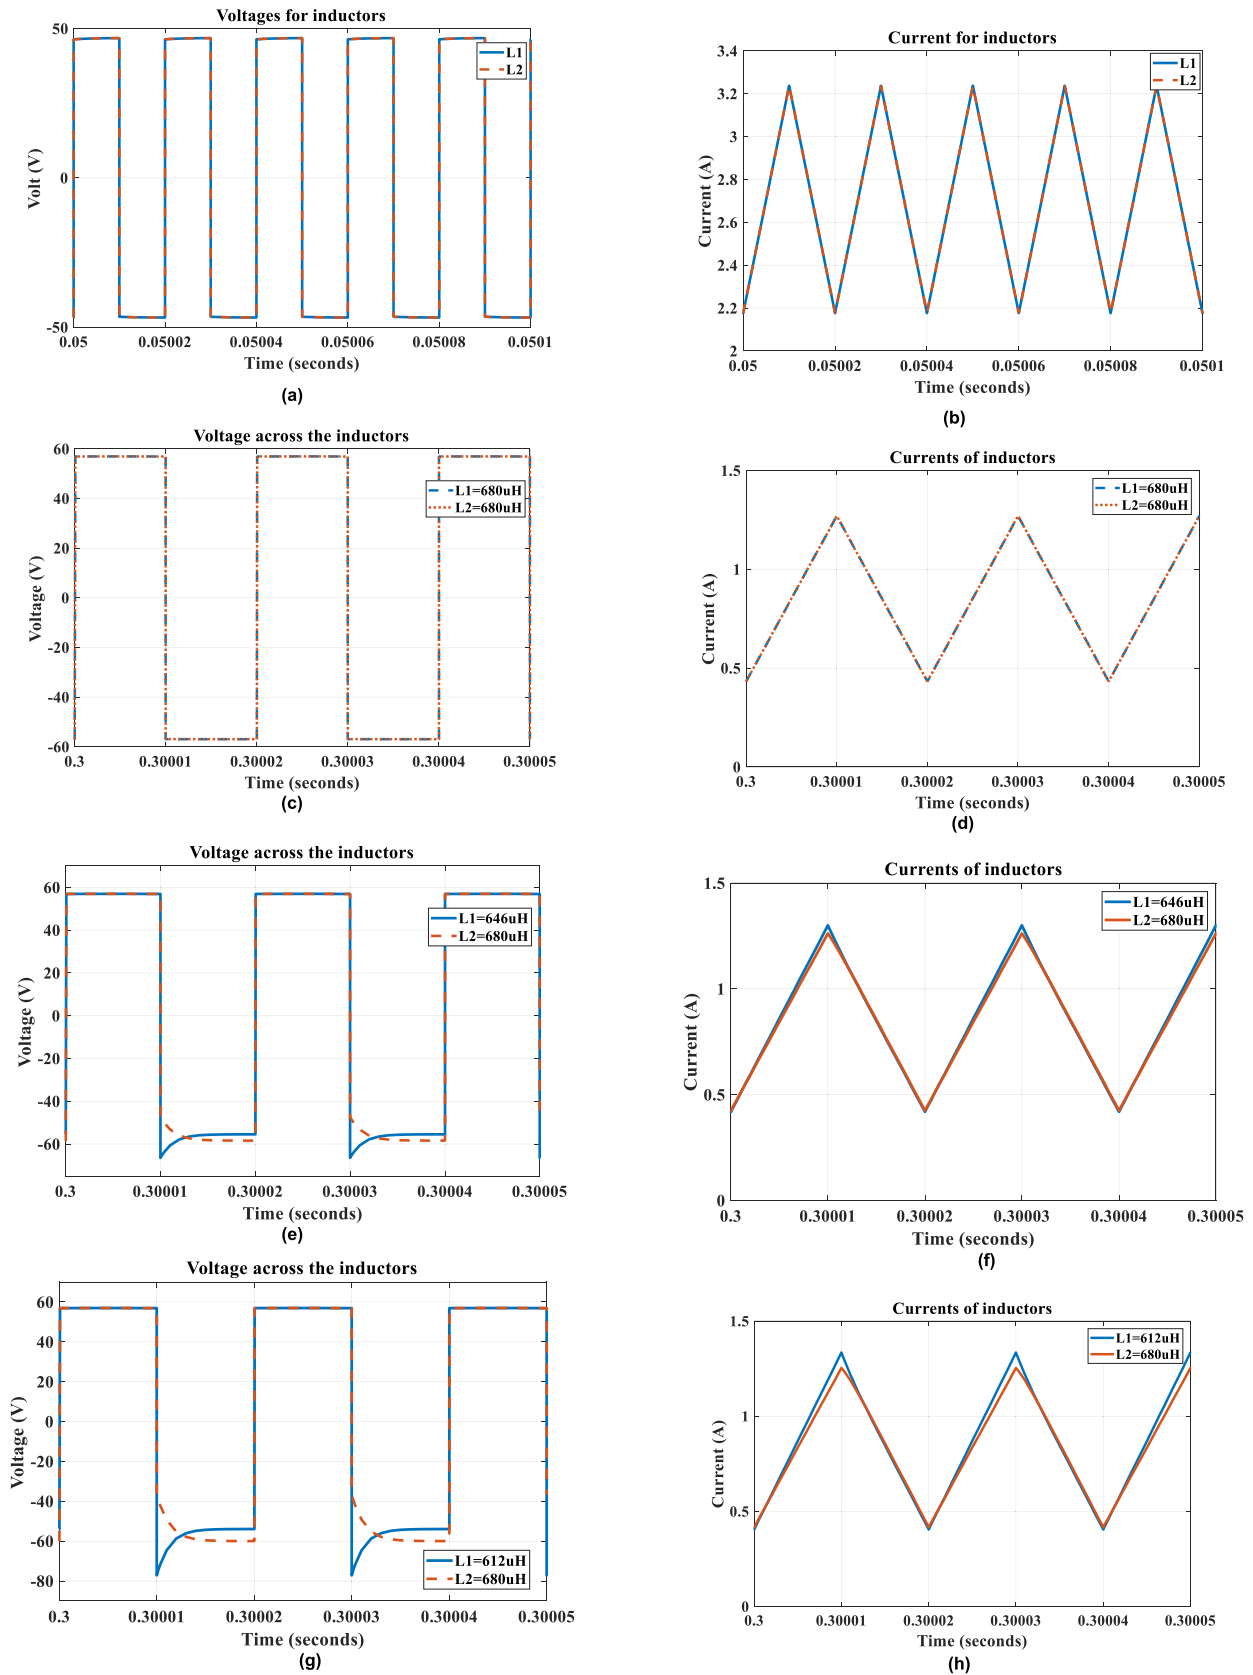 Voltages for inductors
50
0
-50
Volt (V)
L1
L2
0.05 0.05002 0.05004 0.05006 0.05008 0.0501
Time (seconds)
(a)
Current for inductors
3.4
3.2
3
2.8
2.6
2.4
2.2
2
Current (A)
L1
L2
0.05 0.05002 0.05004 0.05006 0.05008 0.0501
Time (seconds)
(b)
Voltage across the inductors
60
40
20
0
-20
-40
-60
Voltage (V)
L1=680uH
L2=680uH
0.3 0.30001 0.30002 0.30003 0.30004 0.30005
Time (seconds)
(c)
Currents of inductors
1.5
1
0.5
0
Current (A)
L1=680uH
L2=680uH
0.3 0.30001 0.30002 0.30003 0.30004 0.30005
Time (seconds)
(d)
Voltage across the inductors
60
40
20
0
-20
-40
-60
Voltage (V)
L1=646uH
L2=680uH
0.3 0.30001 0.30002 0.30003 0.30004 0.30005
Time (seconds)
(e)
Currents of inductors
1.5
1
0.5
0
Current (A)
L1=646uH
L2=680uH
0.3 0.30001 0.30002 0.30003 0.30004 0.30005
Time (seconds)
(f)
Voltage across the inductors
60
40
20
0
-20
-40
-60
-80
Voltage (V)
L1=612uH
L2=680uH
0.3 0.30001 0.30002 0.30003 0.30004 0.30005
Time (seconds)
(g)
Currents of inductors
1.5
1
0.5
0
Current (A)
L1=612uH
L2=680uH
0.3 0.30001 0.30002 0.30003 0.30004 0.30005
Time (seconds)
(h)